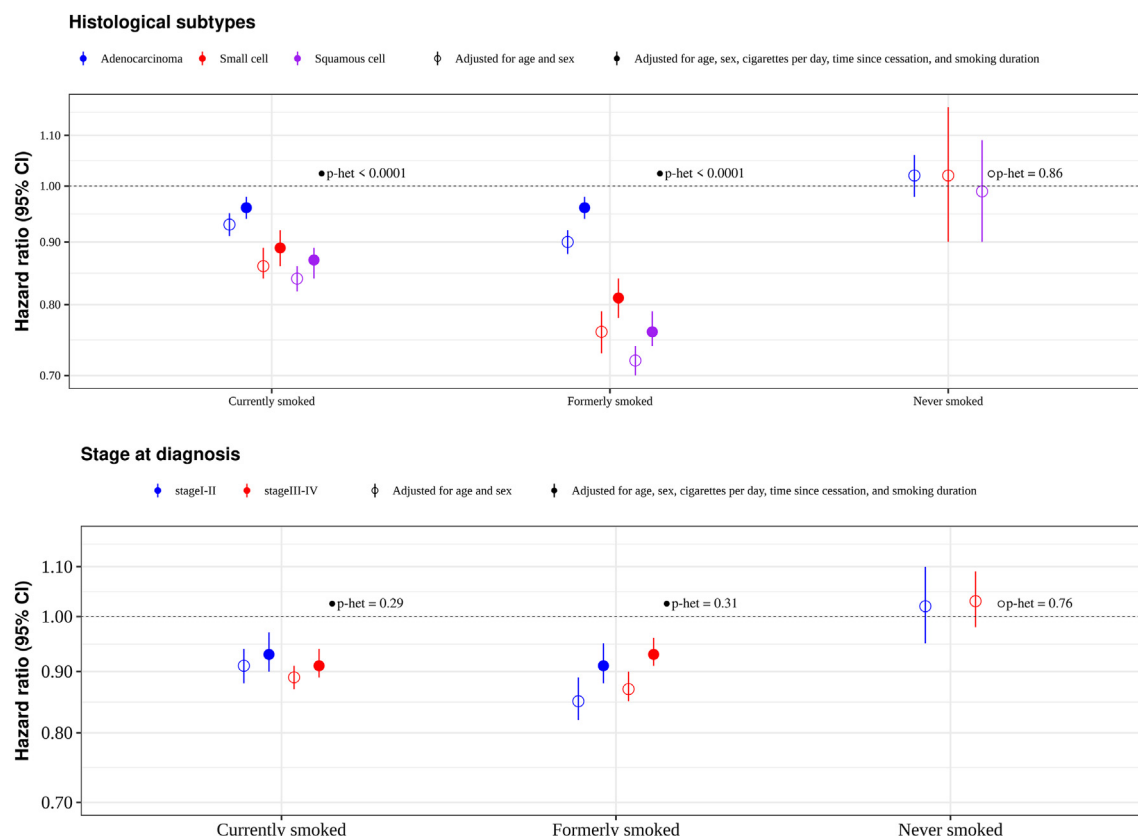 Histological subtypes
Adenocarcinoma Small cell Squamous cell Adjusted for age and sex Adjusted for age, sex, cigarettes per day, time since cessation, and smoking duration
Hazard ratio (95% CI)
1.10
p-het < 0.0001 p-het < 0.0001 p-het = 0.86
1.00
0.90
0.80
0.70
Currently smoked Formerly smoked Never smoked
Stage at diagnosis
stageI-II stageIII-IV Adjusted for age and sex Adjusted for age, sex, cigarettes per day, time since cessation, and smoking duration
Hazard ratio (95% CI)
1.10
p-het = 0.29 p-het = 0.31 p-het = 0.76
1.00
0.90
0.80
0.70
Currently smoked Formerly smoked Never smoked